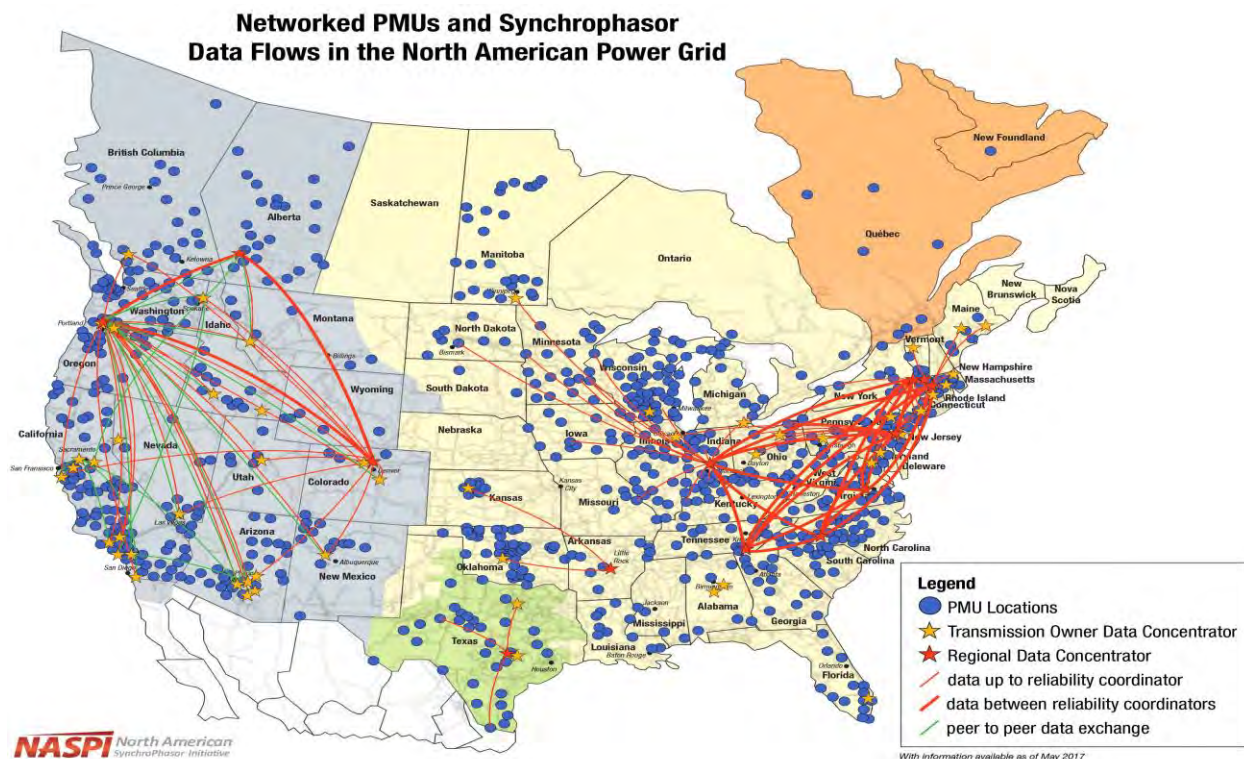 Networked PMUs and Synchrophasor
Data Flows in the North American Power Grid
New Foundland
British Columbia
Prince George
Alberta
Saskatchewan
Manitoba
Ontario
Québec
Kelowna
New
Brunswick
Nova
Scotia
Maine
Winnipeg
Seattle
Washington
Spokane
Portland
Idaho
Montana
North Dakota
Bismark
Minnesota
Vermont
Oregon
Billings
Wisconsin
New Hampshire
Massachusetts
South Dakota
Michigan
New York
Rhode Island
Connecticut
Wyoming
Milwaukee
California
Nevada
Nebraska
Iowa
Illinois
Indiana
Ohio
New Jersey
Deleware
Sacramento
San Fransisco
Utah
Colorado
Denver
Dayton
West
Kansas
Kansas
City
Missouri
Kentucky
Lexington
Las Vegas
Arizona
Arkansas
Tennessee
North Carolina
South Carolina
San Diego
Albuquerque
New Mexico
Oklahoma
Little
Rock
Atlanta
Jackson
Alabama
Georgia
Mississippi
Texas
Louisiana
Baton Rouge
Houston
Orlando
Florida
Legend
PMU Locations
Transmission Owner Data Concentrator
Regional Data Concentrator
data up to reliability coordinator
data between reliability coordinators
peer to peer data exchange
NASPI North American
SynchroPhasor Initiative
With information available as of May 2017